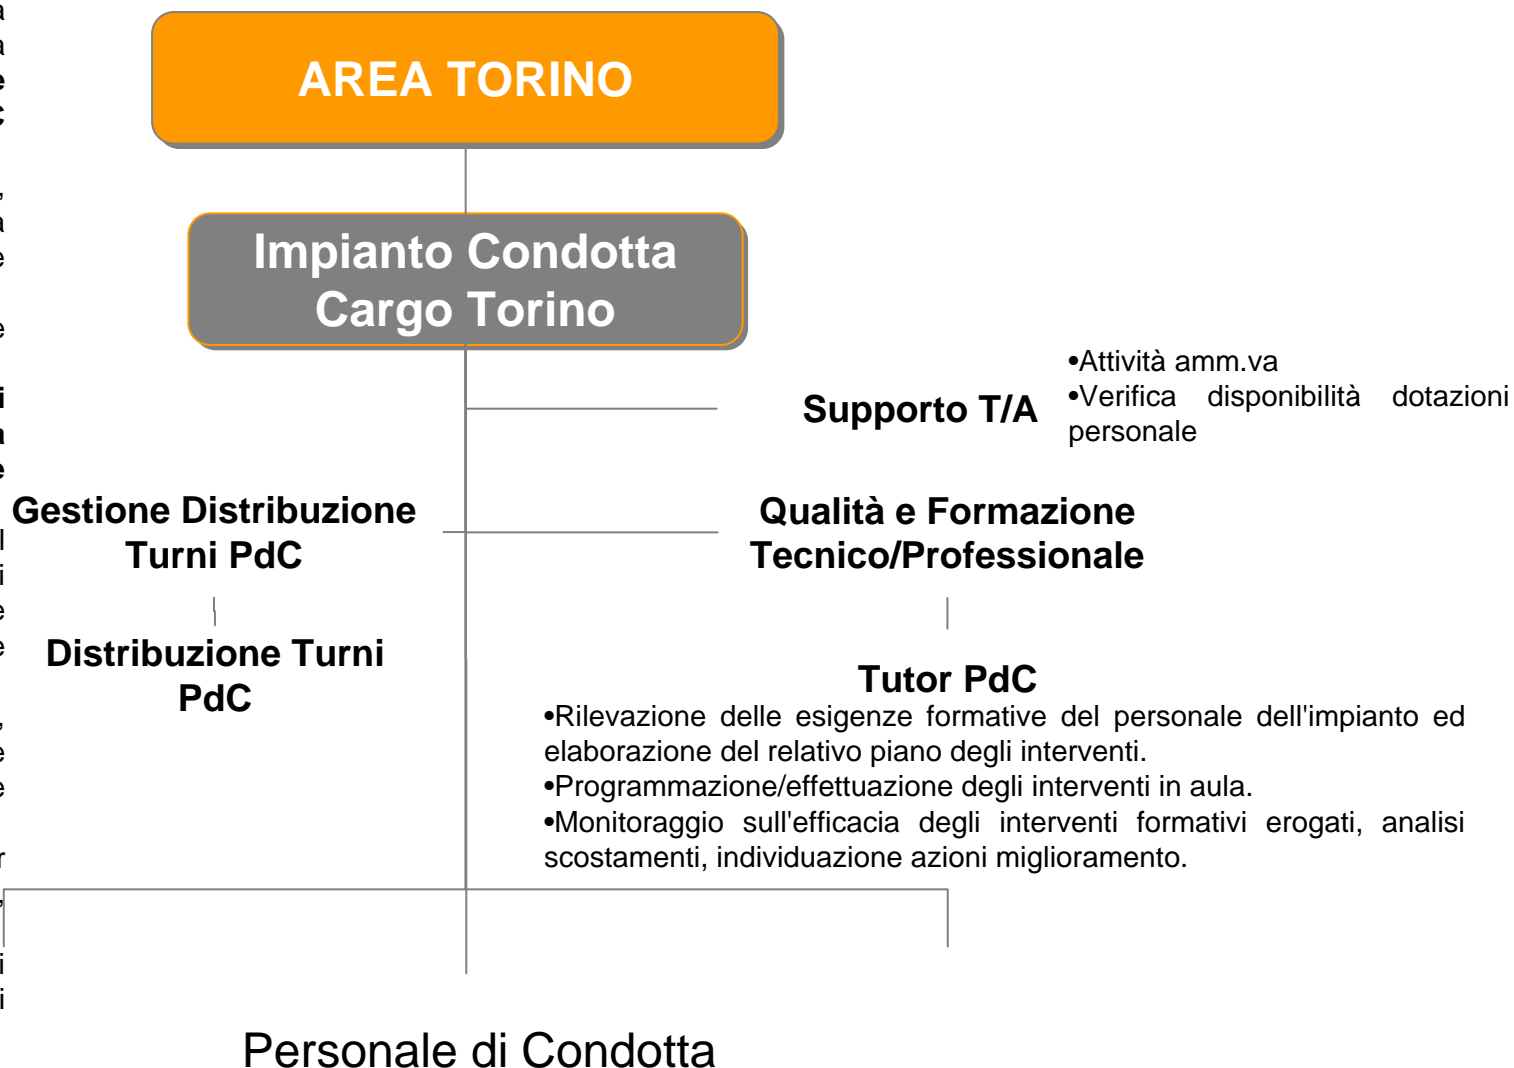 AREA TORINO
Impianto Condotta
Cargo Torino
Supporto T/A
•Attività amm.va
•Verifica disponibilità dotazioni
personale
Gestione Distribuzione
Turni PdC
Qualità e Formazione
Tecnico/Professionale
Distribuzione Turni
PdC
Tutor PdC
•Rilevazione delle esigenze formative del personale dell'impianto ed
elaborazione del relativo piano degli interventi.
•Programmazione/effettuazione degli interventi in aula.
•Monitoraggio sull'efficacia degli interventi formativi erogati, analisi
scostamenti, individuazione azioni miglioramento.
Personale di Condotta